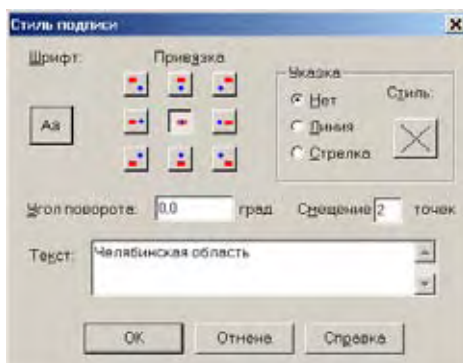 Стиль подписи
Шрифт: Привязка
Указка
Нет Стиль:
Aa Линия
Стрелка
Угол поворота: 0,0 град Смещение 2 точек
Текст: Челябинская область
OK Отмена Справка